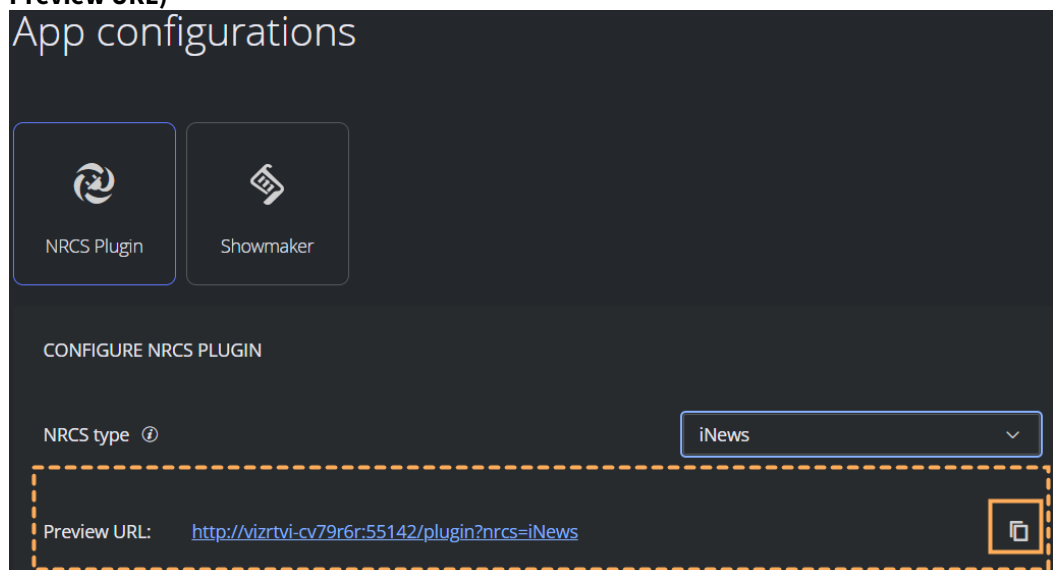 Preview URL)
App configurations
NRCS Plugin
Showmaker
CONFIGURE NRCS PLUGIN
NRCS type
iNews
Preview URL: http://vizrtvi-cv79r6r:55142/plugin?nrcs=iNews